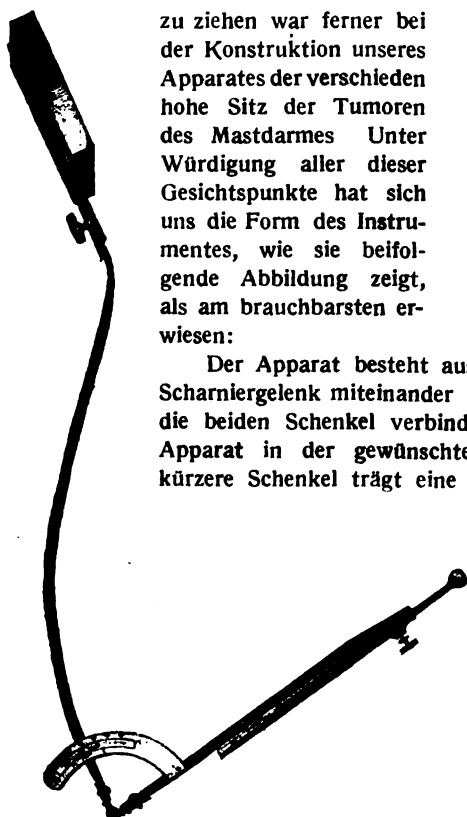 zu ziehen war ferner bei
der Konstruktion unseres
Apparates der verschieden
hohe Sitz der Tumoren
des Mastdarmes Unter
Würdigung aller dieser
Gesichtspunkte hat sich
uns die Form des Instru-
mentes, wie sie beifol-
gende Abbildung zeigt,
als am brauchbarsten er-
wiesen:
Der Apparat besteht aus
Scharniergelenk miteinander
die beiden Schenkel verbind
Apparat in der gewünschte
kürzere Schenkel trägt eine